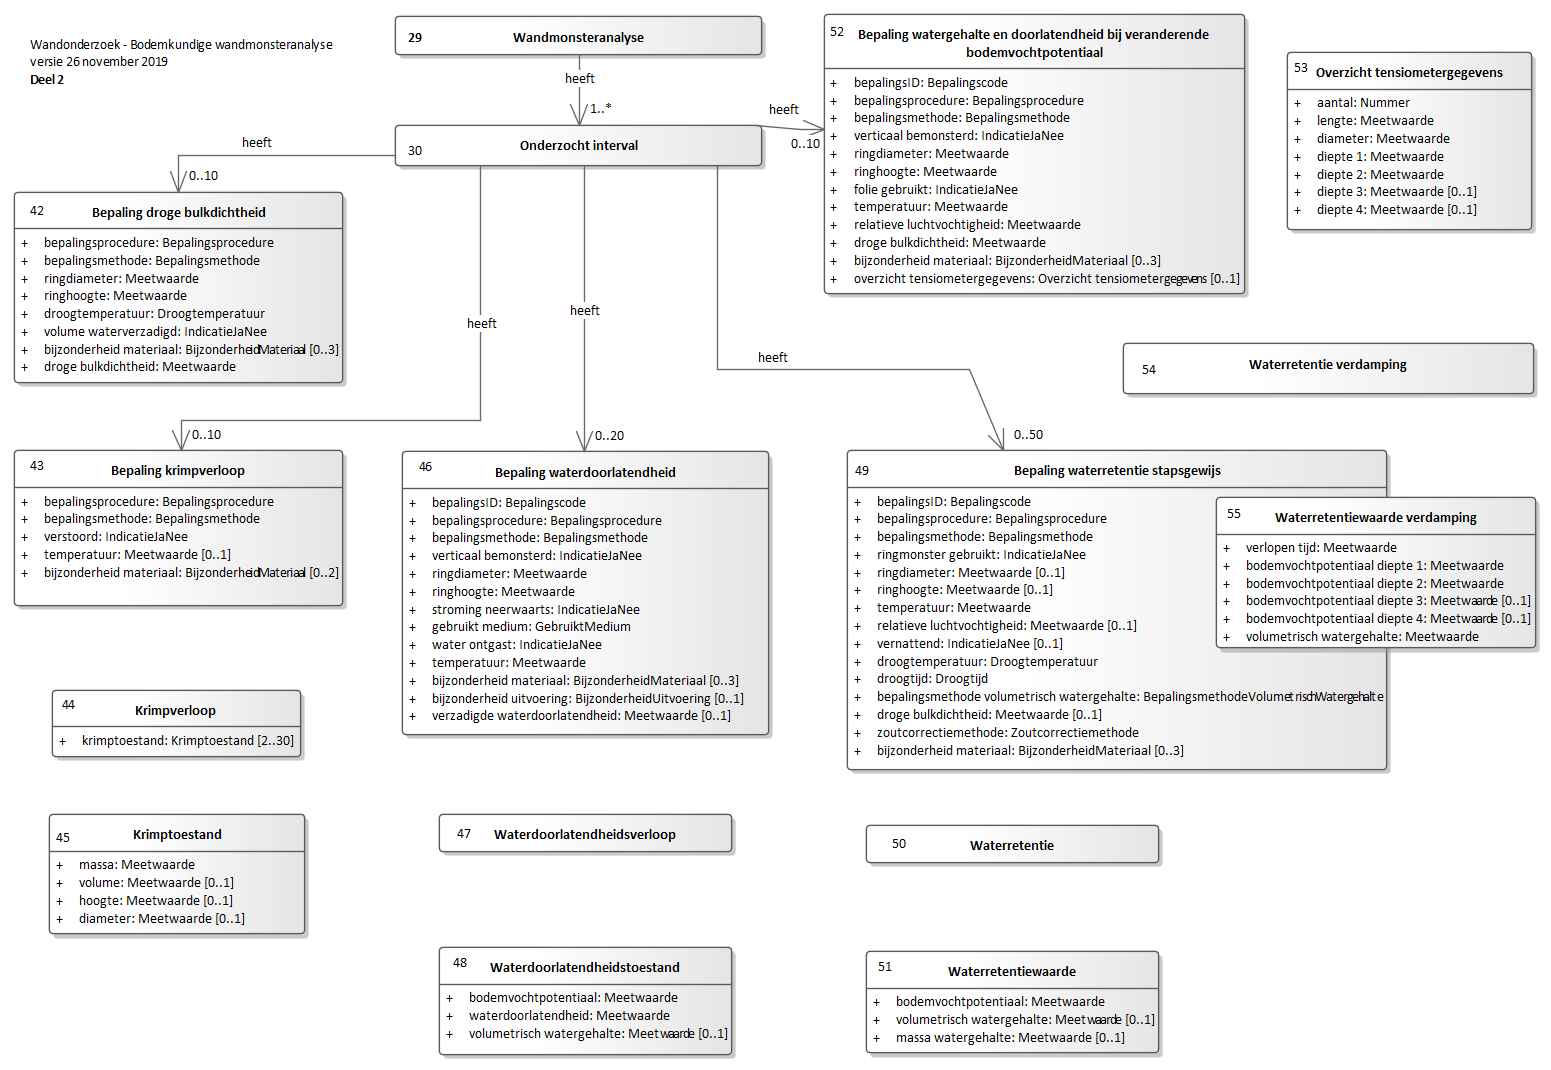 Wandonderzoek - Bodemkundige wandmonsteranalyse
versie 26 november 2019
Deel 2
29 Wandmonsteranalyse
heeft
1..*
30 Onderzocht interval
heeft
0..10
heeft
0..10
52 Bepaling watergehalte en doorlatendheid bij veranderende
bodemvochtpotentiaal
+ bepalingsID: Bepalingscode
+ bepalingsprocedure: Bepalingsprocedure
+ bepalingsmethode: Bepalingsmethode
+ verticaal bemonsterd: IndicatieJaNee
+ ringdiameter: Meetwaarde
+ ringhoogte: Meetwaarde
+ folie gebruikt: IndicatieJaNee
+ temperatuur: Meetwaarde
+ relatieve luchtvochtigheid: Meetwaarde
+ droge bulkdichtheid: Meetwaarde
+ bijzonderheid materiaal: BijzonderheidMateriaal [0..3]
+ overzicht tensiometergegevens: Overzicht tensiometergegevens [0..1]
53 Overzicht tensiometergegevens
+ aantal: Nummer
+ lengte: Meetwaarde
+ diameter: Meetwaarde
+ diepte 1: Meetwaarde
+ diepte 2: Meetwaarde
+ diepte 3: Meetwaarde [0..1]
+ diepte 4: Meetwaarde [0..1]
42 Bepaling droge bulkdichtheid
+ bepalingsprocedure: Bepalingsprocedure
+ bepalingsmethode: Bepalingsmethode
+ ringdiameter: Meetwaarde
+ ringhoogte: Meetwaarde
+ droogtemperatuur: Droogtemperatuur
+ volume waterverzadigd: IndicatieJaNee
+ bijzonderheid materiaal: BijzonderheidMateriaal [0..3]
+ droge bulkdichtheid: Meetwaarde
heeft
0..10
heeft
0..20
heeft
0..50
54 Waterretentie verdamping
43 Bepaling krimpverloop
+ bepalingsprocedure: Bepalingsprocedure
+ bepalingsmethode: Bepalingsmethode
+ verstoord: IndicatieJaNee
+ temperatuur: Meetwaarde [0..1]
+ bijzonderheid materiaal: BijzonderheidMateriaal [0..2]
46 Bepaling waterdoorlatendheid
+ bepalingsID: Bepalingscode
+ bepalingsprocedure: Bepalingsprocedure
+ bepalingsmethode: Bepalingsmethode
+ verticaal bemonsterd: IndicatieJaNee
+ ringdiameter: Meetwaarde
+ ringhoogte: Meetwaarde
+ stroming neerwaarts: IndicatieJaNee
+ gebruikt medium: GebruiktMedium
+ water ontgast: IndicatieJaNee
+ temperatuur: Meetwaarde
+ bijzonderheid materiaal: BijzonderheidMateriaal [0..3]
+ bijzonderheid uitvoering: BijzonderheidUitvoering [0..1]
+ verzadigde waterdoorlatendheid: Meetwaarde [0..1]
49 Bepaling waterretentie stapsgewijs
+ bepalingsID: Bepalingscode
+ bepalingsprocedure: Bepalingsprocedure
+ bepalingsmethode: Bepalingsmethode
+ ringmonster gebruikt: IndicatieJaNee
+ ringdiameter: Meetwaarde [0..1]
+ ringhoogte: Meetwaarde [0..1]
+ temperatuur: Meetwaarde
+ relatieve luchtvochtigheid: Meetwaarde [0..1]
+ vernattend: IndicatieJaNee [0..1]
+ droogtemperatuur: Droogtemperatuur
+ droogtijd: Droogtijd
+ bepalingsmethode volumetrisch watergehalte: BepalingsmethodeVolumetrischWatergehalte
+ droge bulkdichtheid: Meetwaarde [0..1]
+ zoutcorrectiemethode: Zoutcorrectiemethode
+ bijzonderheid materiaal: BijzonderheidMateriaal [0..3]
55 Waterretentiewaarde verdamping
+ verlopen tijd: Meetwaarde
+ bodemvochtpotentiaal diepte 1: Meetwaarde
+ bodemvochtpotentiaal diepte 2: Meetwaarde
+ bodemvochtpotentiaal diepte 3: Meetwaarde [0..1]
+ bodemvochtpotentiaal diepte 4: Meetwaarde [0..1]
+ volumetrisch watergehalte: Meetwaarde
44 Krimpverloop
+ krimptoestand: Krimptoestand [2..30]
45 Krimptoestand
+ massa: Meetwaarde
+ volume: Meetwaarde [0..1]
+ hoogte: Meetwaarde [0..1]
+ diameter: Meetwaarde [0..1]
47 Waterdoorlatendheidsverloop
50 Waterretentie
48 Waterdoorlatendheidstoestand
+ bodemvochtpotentiaal: Meetwaarde
+ waterdoorlatendheid: Meetwaarde
+ volumetrisch watergehalte: Meetwaarde [0..1]
51 Waterretentiewaarde
+ bodemvochtpotentiaal: Meetwaarde
+ volumetrisch watergehalte: Meetwaarde [0..1]
+ massa watergehalte: Meetwaarde [0..1]